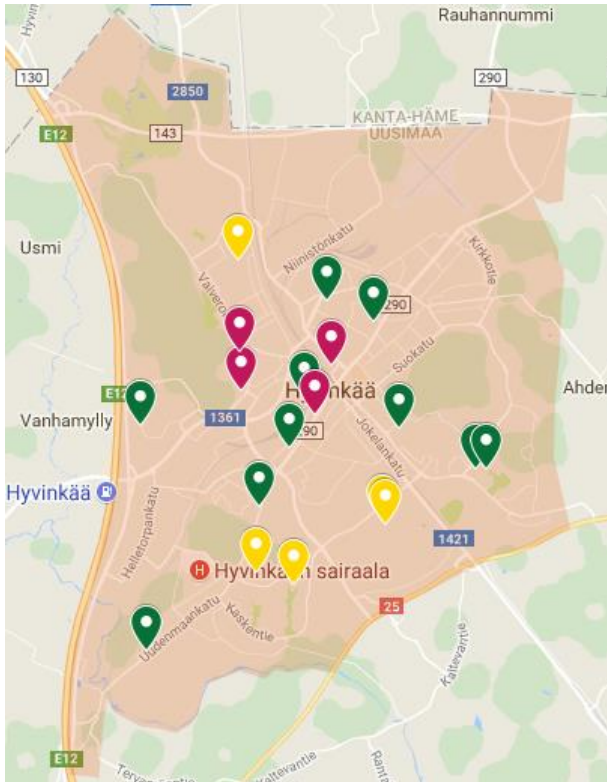 Rauhannummi
130
290
2850
KANTA-HÄME
UUSIMAA
143
E12
Usmi
Niinistönkatu
Kirkkotie
290
Suokatu
E12
Hyvinkää
Ahden
Vanhamylly
1361
290
Jokelankatu
Hyvinkää
Helletorpankatu
1421
H Hyvinkään sairaala
25
Uudenmaankatu
Kaskentie
Kaltevantie
E12